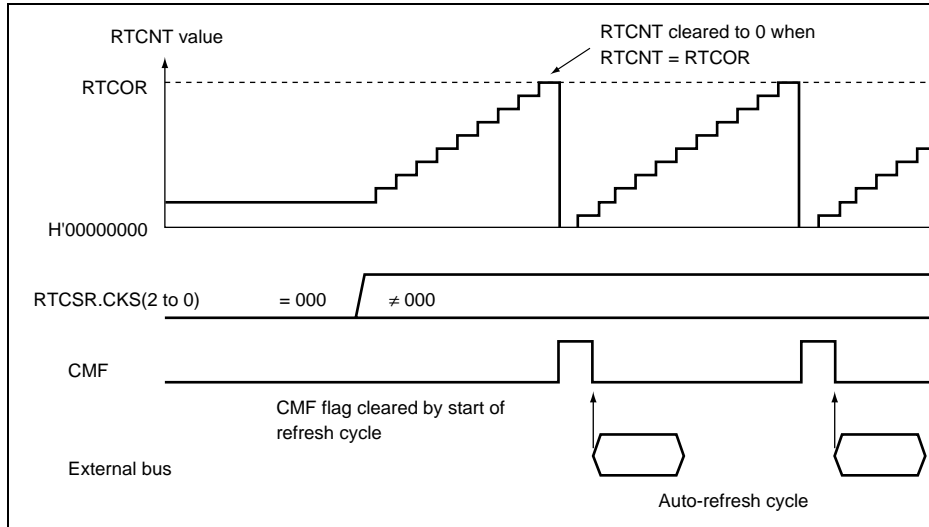 RTCNT value
RTCNT cleared to 0 when
RTCNT = RTCOR
RTCOR
H'00000000
RTCSR.CKS(2 to 0)
= 000
≠ 000
CMF
CMF flag cleared by start of
refresh cycle
External bus
Auto-refresh cycle